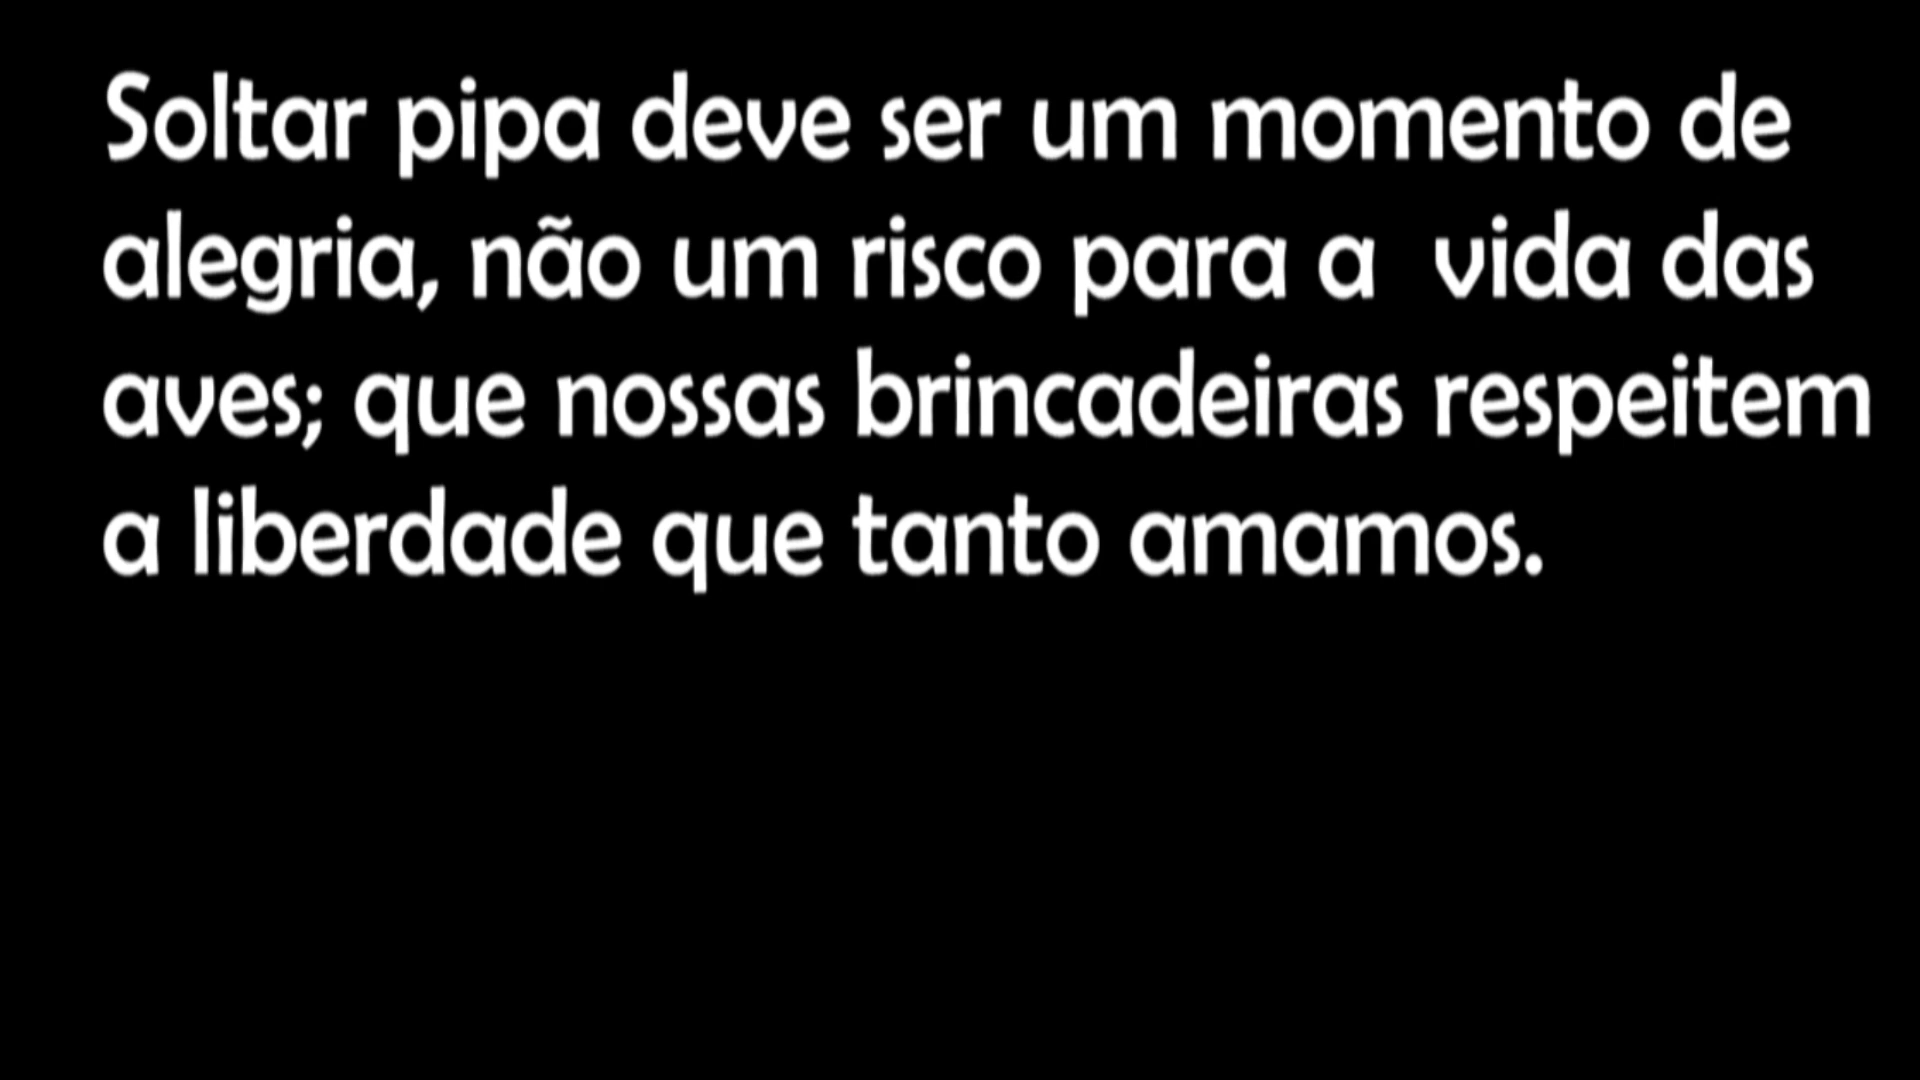 Soltar pipa deve ser um momento de
alegria, não um risco para a  vida das
aves; que nossas brincadeiras respeitem
a liberdade que tanto amamos.